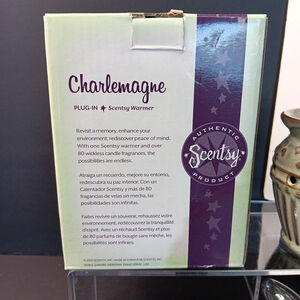 Charlemagne
PLUG-IN ★ Scentsy Warmer
Revisit a memory, enhance your
environment, rediscover peace of mind.
With one Scentsy warmer and over
80 wickless candle fragrances, the
possibilities are endless.
Atraiga un recuerdo, mejore su entorno,
redescubra su paz interior. Con un
Calentador Scentsy y más de 80
fragancias de velas sin mecha, las
posibilidades son infinitas.
Faites revivre un souvenir, rehaussez votre
environnement, redécouvrez la tranquillité
d'esprit. Avec un réchaud Scentsy et plus
de 80 parfums de bougie sans mèche, les
possibilités sont infinies.
AUTHENTIC
Scentsy
PRODUCT